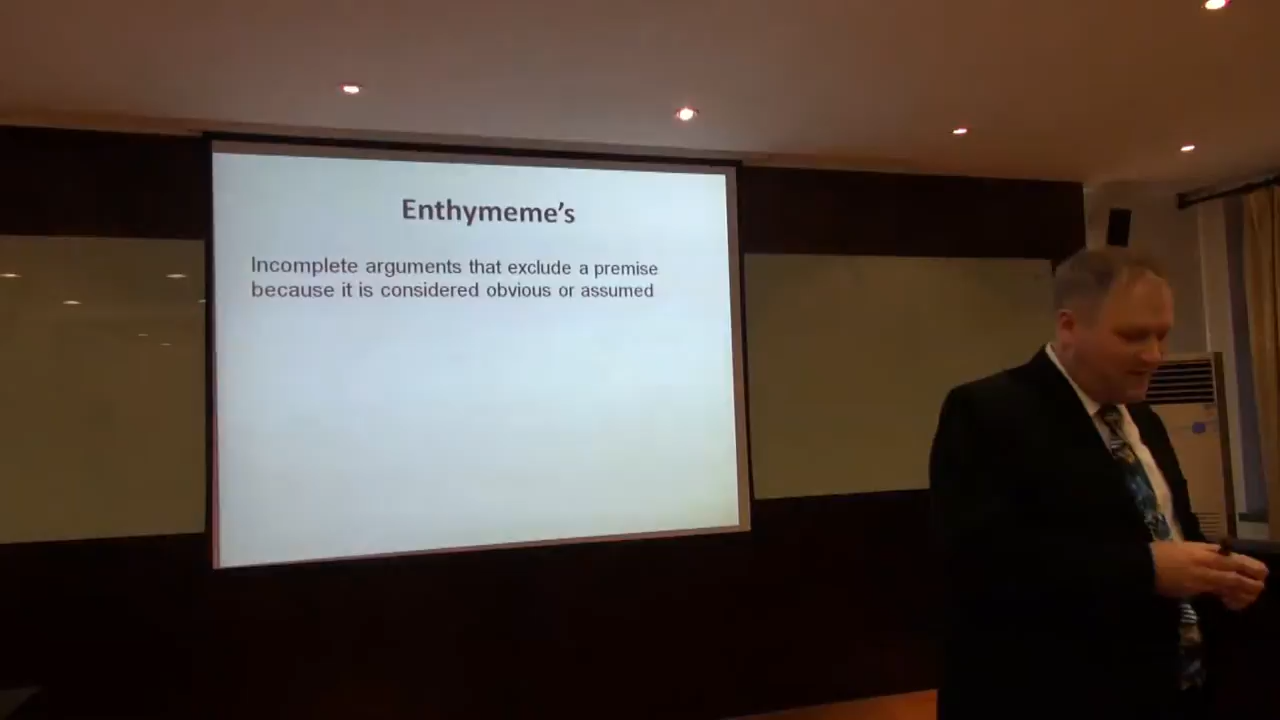 Enthymeme's
Incomplete arguments that exclude a premise
because it is considered obvious or assumed